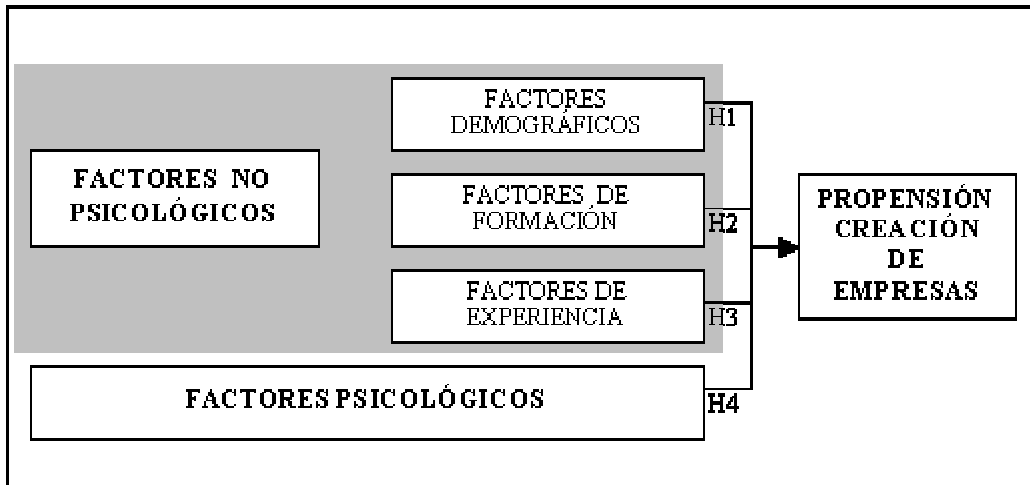 FACTORES
DEMOGRÁFICOS
H1
FACTORES NO
PSICOLÓGICOS
FACTORES DE
FORMACIÓN
H2
FACTORES DE
EXPERIENCIA
H3
FACTORES PSICOLÓGICOS
H4
PROPENSIÓN
CREACIÓN
DE
EMPRESAS